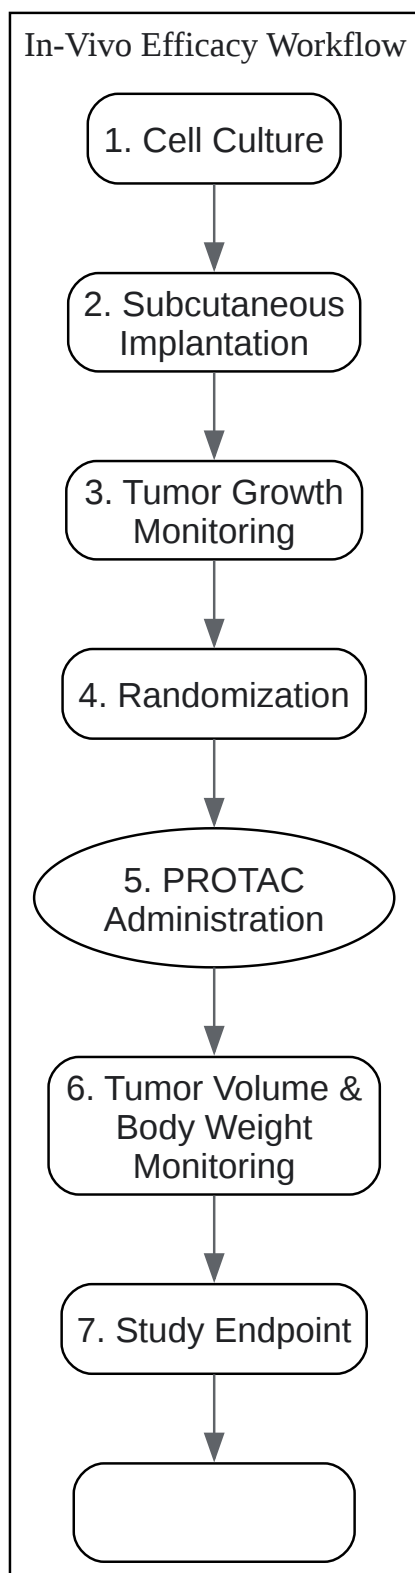 In-Vivo Efficacy Workflow
1. Cell Culture
2. Subcutaneous
Implantation
3. Tumor Growth
Monitoring
4. Randomization
5. PROTAC
Administration
6. Tumor Volume &
Body Weight
Monitoring
7. Study Endpoint